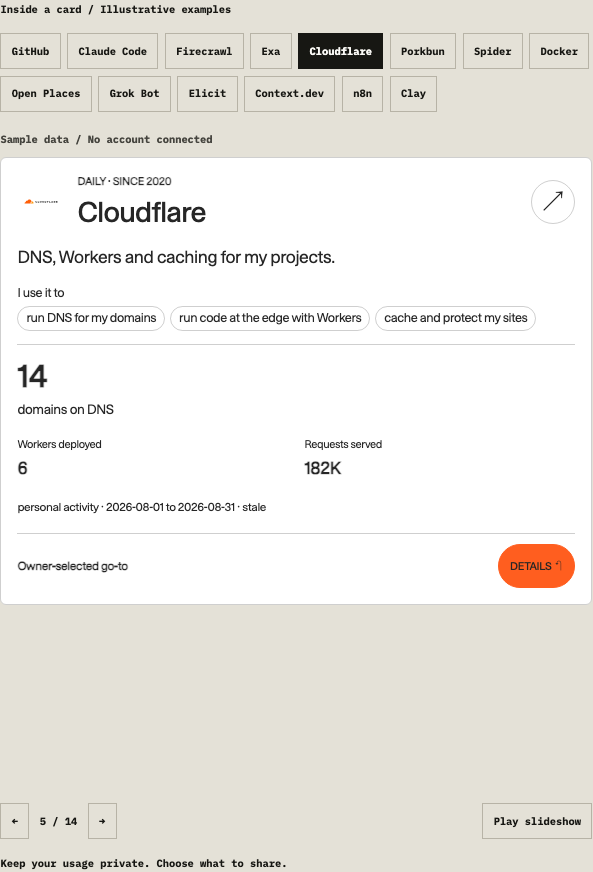 Inside a card / Illustrative examples
GitHub Claude Code Firecrawl Exa Cloudflare Porkbun Spider Docker
Open Places Grok Bot Elicit Context.dev n8n Clay
Sample data / No account connected
DAILY · SINCE 2020
CLOUDFLARE
Cloudflare
DNS, Workers and caching for my projects.
I use it to
run DNS for my domains run code at the edge with Workers cache and protect my sites
14
domains on DNS
Workers deployed Requests served
6 182K
personal activity · 2026-08-01 to 2026-08-31 · stale
Owner-selected go-to DETAILS
← 5 / 14 → Play slideshow
Keep your usage private. Choose what to share.